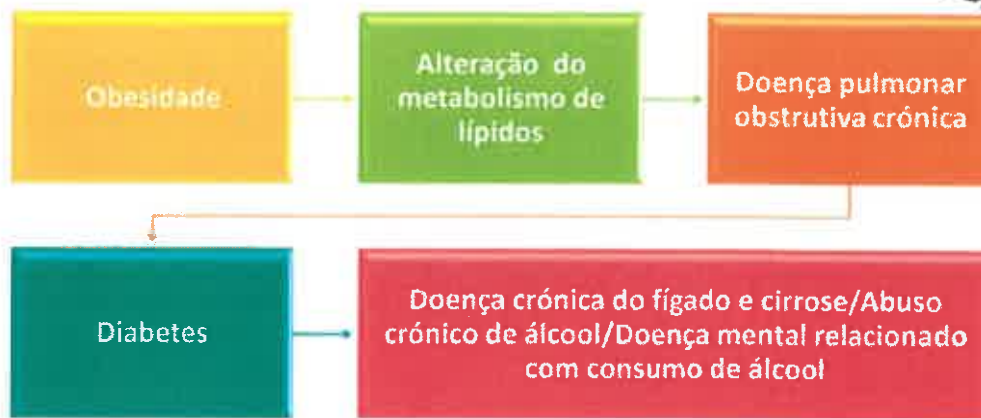 Obesidade
Alteração do
metabolismo de
lípidos
Doença pulmonar
obstrutiva crónica
Diabetes
Doença crónica do fígado e cirrose/Abuso
crónico de álcool/Doença mental relacionado
com consumo de álcool